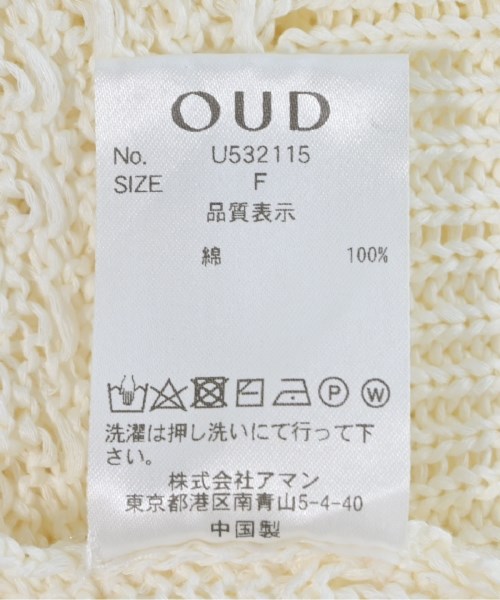 OUD
No. U532115
SIZE F
品質表示
綿 100%
P W
洗濯は押し洗いにて行って下
さい。
株式会社アマン
東京都港区南青山5-4-40
中国製